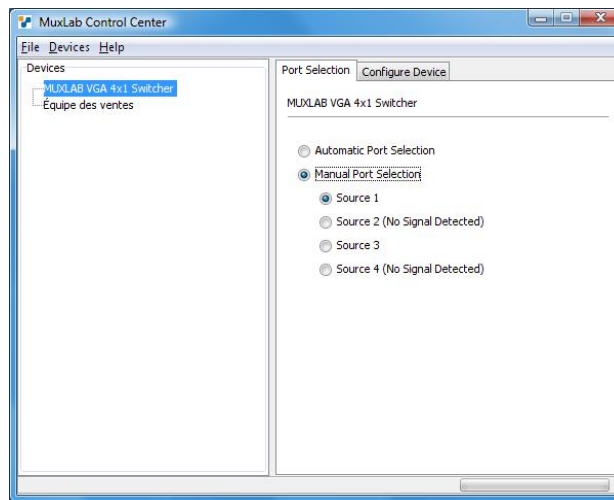 MuxLab Control Center
File Devices Help
Devices
MUXLAB VGA 4x1 Switcher
Équipe des ventes
Port Selection
Configure Device
MUXLAB VGA 4x1 Switcher
Automatic Port Selection
Manual Port Selection
Source 1
Source 2 (No Signal Detected)
Source 3
Source 4 (No Signal Detected)